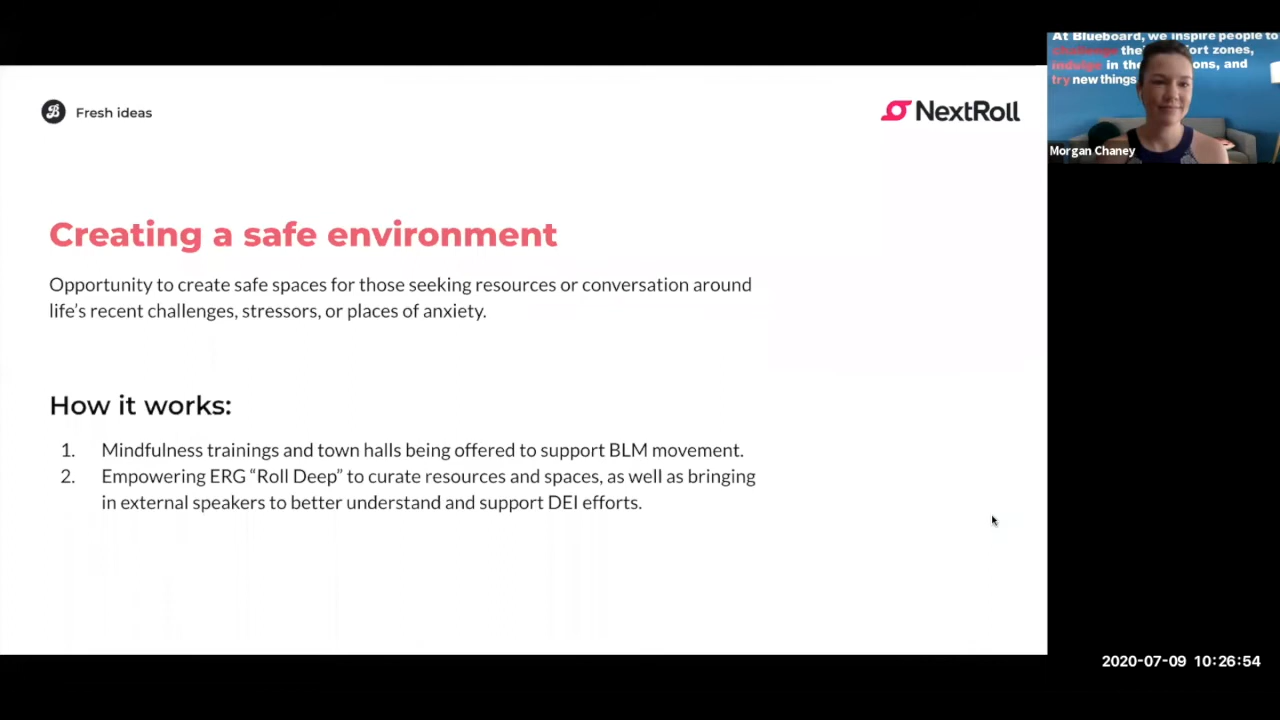 Fresh ideas
NextRoll
Creating a safe environment
Opportunity to create safe spaces for those seeking resources or conversation around
life’s recent challenges, stressors, or places of anxiety.
How it works:
1. Mindfulness trainings and town halls being offered to support BLM movement.
2. Empowering ERG “Roll Deep” to curate resources and spaces, as well as bringing
in external speakers to better understand and support DEI efforts.
At Blueboard, we inspire people to
challenge ort zones,
indulge in ons, and
try new things
Morgan Chaney
2020-07-09 10:26:54